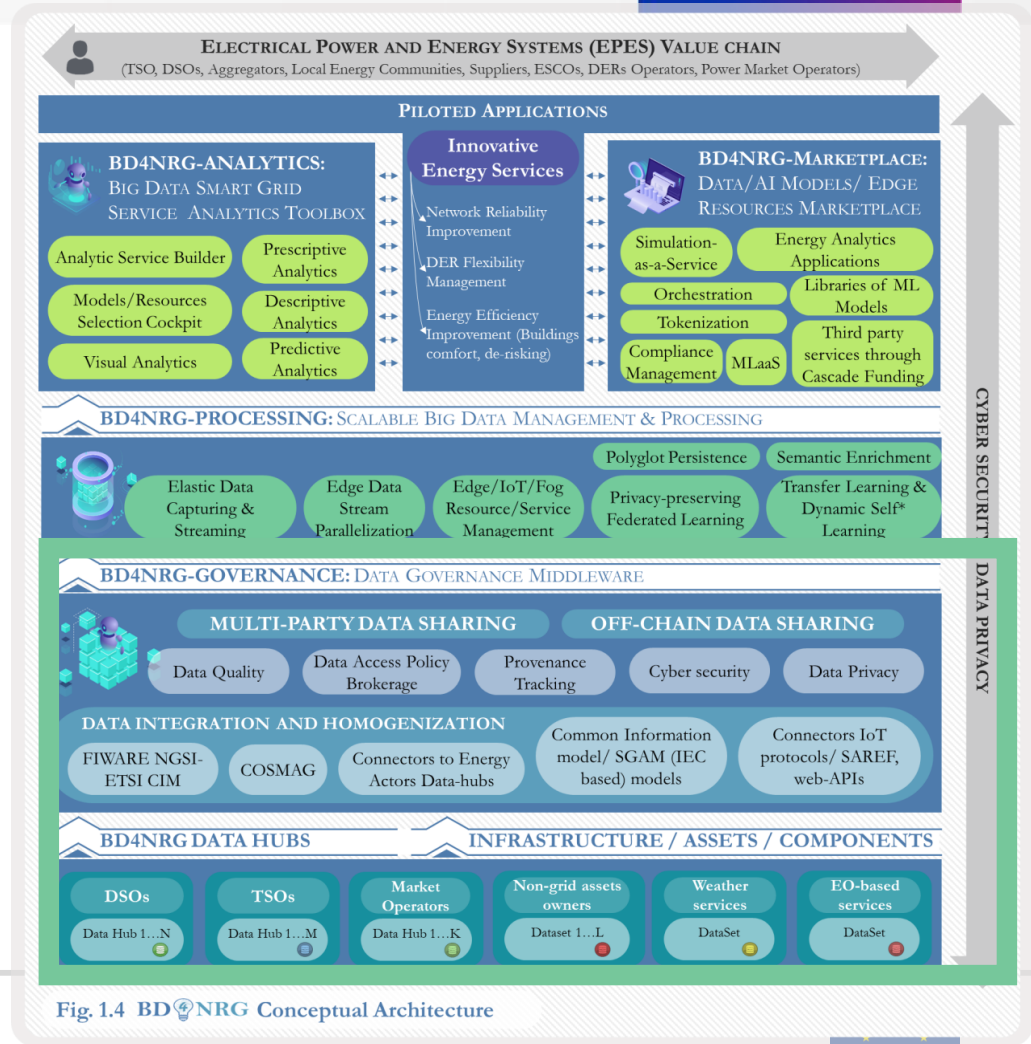 ELECTRICAL POWER AND ENERGY SYSTEMS (EPES) VALUE CHAIN
(TSO, DSOs, Aggregators, Local Energy Communities, Suppliers, ESCOs, DERs Operators, Power Market Operators)
PILOTED APPLICATIONS
BD4NRG-ANALYTICS:
BIG DATA SMART GRID
SERVICE ANALYTICS TOOLBOX
Analytic Service Builder
Prescriptive
Analytics
Models/Resources
Selection Cockpit
Descriptive
Analytics
Visual Analytics
Predictive
Analytics
Innovative
Energy Services
Network Reliability
Improvement
DER Flexibility
Management
Energy Efficiency
Improvement (Buildings
comfort, de-risking)
BD4NRG-MARKETPLACE:
DATA/AI MODELS/ EDGE
RESOURCES MARKETPLACE
Simulation-
as-a-Service
Energy Analytics
Applications
Orchestration
Libraries of ML
Models
Tokenization
Compliance
Management
MLaaS
Third party
services through
Cascade Funding
BD4NRG-PROCESSING: SCALABLE BIG DATA MANAGEMENT & PROCESSING
Polyglot Persistence
Semantic Enrichment
Elastic Data
Capturing &
Streaming
Edge Data
Stream
Parallelization
Edge/IoT/Fog
Resource/Service
Management
Privacy-preserving
Federated Learning
Transfer Learning &
Dynamic Self*
Learning
BD4NRG-GOVERNANCE: DATA GOVERNANCE MIDDLEWARE
MULTI-PARTY DATA SHARING
OFF-CHAIN DATA SHARING
Data Quality
Data Access Policy
Brokerage
Provenance
Tracking
Cyber security
Data Privacy
DATA INTEGRATION AND HOMOGENIZATION
FIWARE NGSI-
ETSI CIM
COSMAG
Connectors to Energy
Actors Data-hubs
Common Information
model/ SGAM (IEC
based) models
Connectors IoT
protocols/ SAREF,
web-APIs
BD4NRG DATA HUBS
INFRASTRUCTURE / ASSETS / COMPONENTS
DSOs
Data Hub 1…N
TSOs
Data Hub 1…M
Market
Operators
Data Hub 1…K
Non-grid assets
owners
Dataset 1…L
Weather
services
DataSet
EO-based
services
DataSet
CYBER SECURITY
DATA PRIVACY
Fig. 1.4 BD4NRG Conceptual Architecture